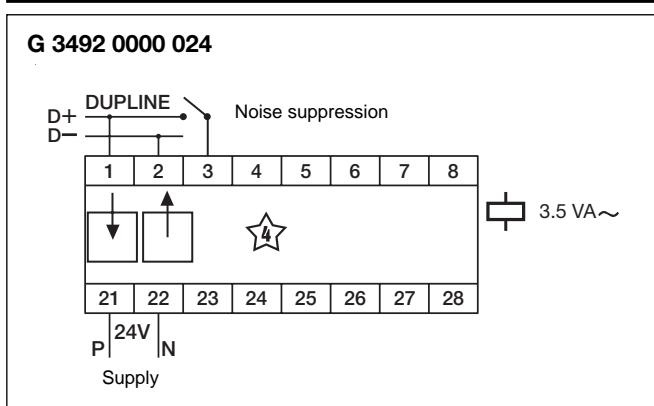 G 3492 0000 024
DUPLINE
D+
D−
Noise suppression
1 2 3 4 5 6 7 8
4
3.5 VA~
21 22 23 24 25 26 27 28
24V
P N
Supply